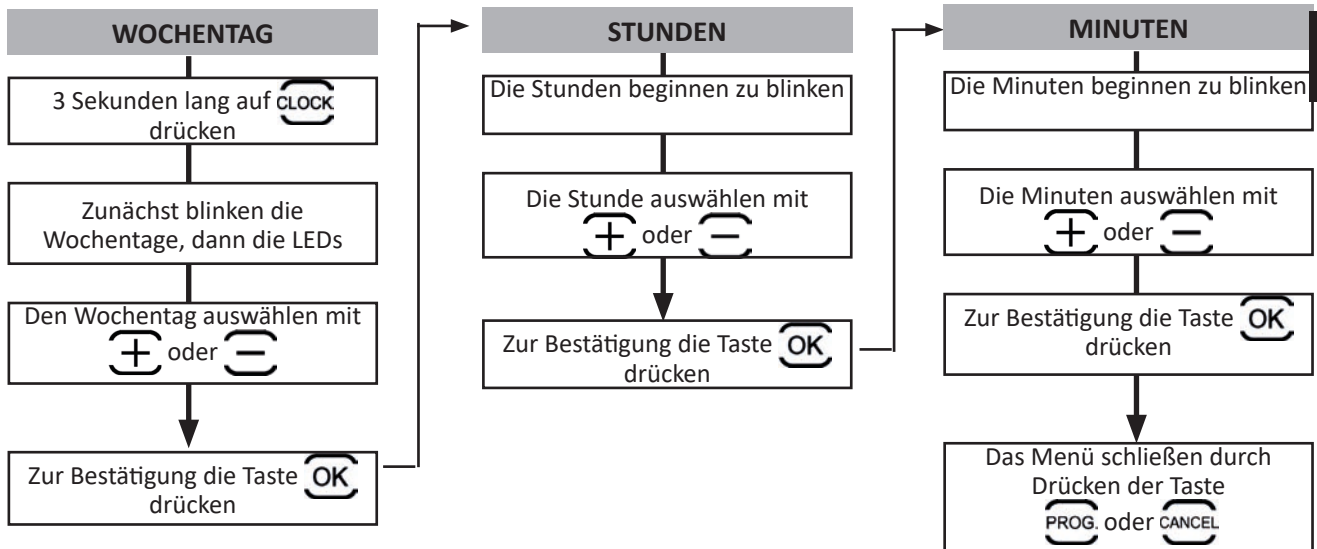 WOCHENTAG
3 Sekunden lang auf CLOCK
drücken
Zunächst blinken die
Wochentage, dann die LEDs
Den Wochentag auswählen mit
+ oder −
Zur Bestätigung die Taste OK
drücken
STUNDEN
Die Stunden beginnen zu blinken
Die Stunde auswählen mit
+ oder −
Zur Bestätigung die Taste OK
drücken
MINUTEN
Die Minuten beginnen zu blinken
Die Minuten auswählen mit
+ oder −
Zur Bestätigung die Taste OK
drücken
Das Menü schließen durch
Drücken der Taste
PROG. oder CANCEL